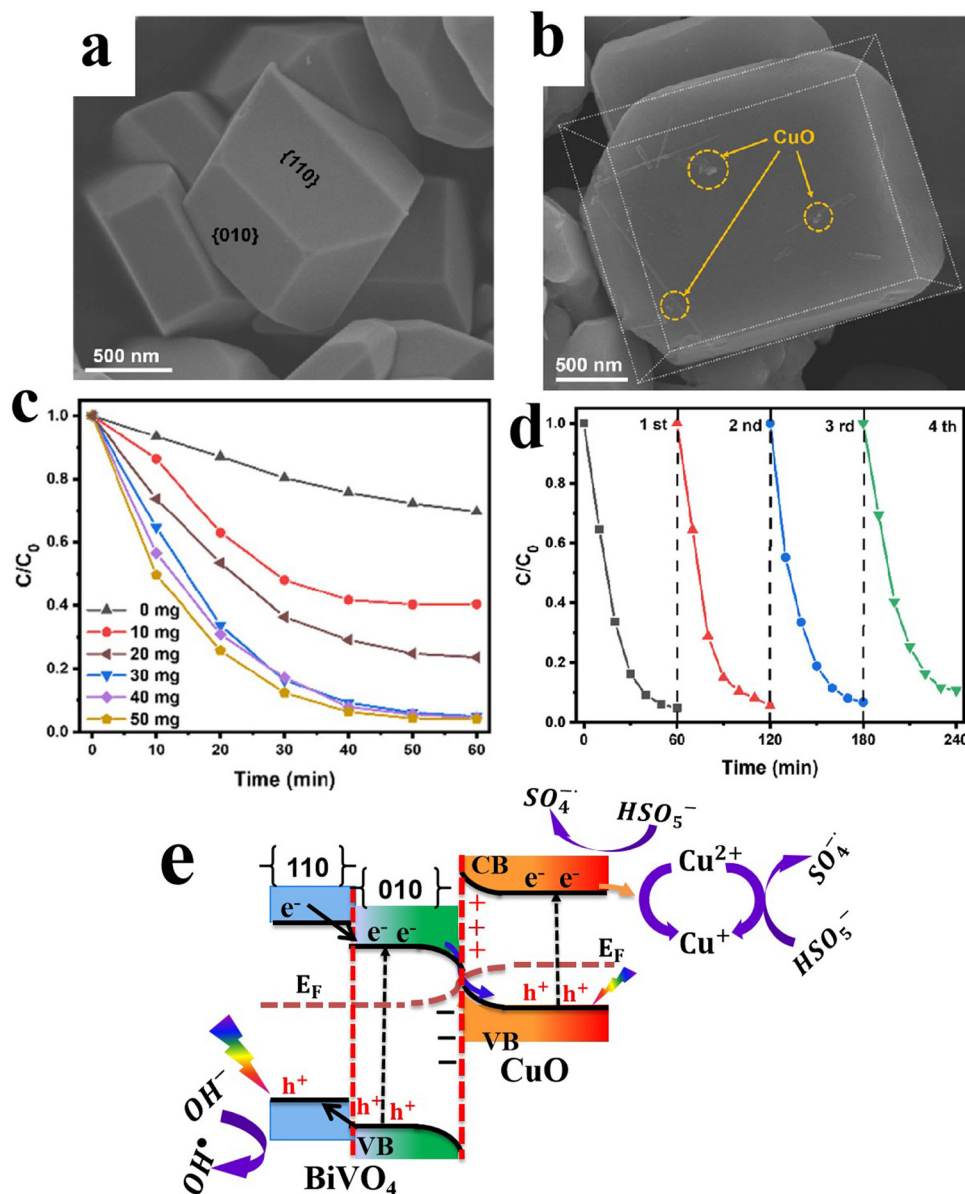 a
{110}
{010}
500 nm
b
CuO
500 nm
c
C/C₀
1.0
0.8
0.6
0.4
0.2
0.0
0 mg
10 mg
20 mg
30 mg
40 mg
50 mg
0 10 20 30 40 50 60
Time (min)
d
C/C₀
1.0
0.8
0.6
0.4
0.2
0.0
1 st 2 nd 3 rd 4 th
0 60 120 180 240
Time (min)
e
{110}
{010}
e⁻
e⁻ e⁻
E_F
h⁺
h⁺ h⁺
VB
BiVO₄
OH⁻
OH•
CB
e⁻ e⁻
+
+
+
E_F
h⁺ h⁺
VB
CuO
SO₄⁻·
HSO₅⁻
Cu²⁺
Cu⁺
SO₄⁻·
HSO₅⁻